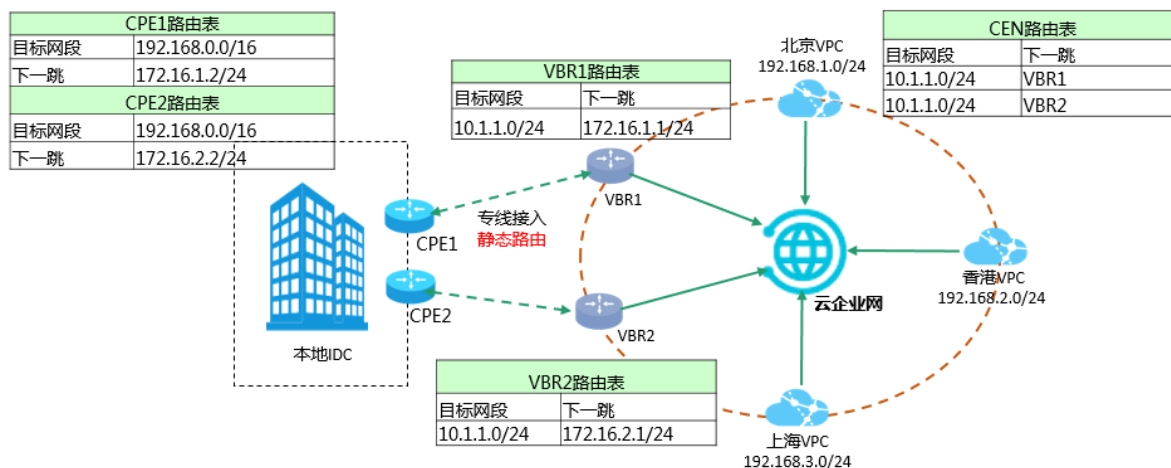 CPE1路由表
目标网段 192.168.0.0/16
下一跳 172.16.1.2/24
CPE2路由表
目标网段 192.168.0.0/16
下一跳 172.16.2.2/24
VBR1路由表
目标网段 下一跳
10.1.1.0/24 172.16.1.1/24
北京VPC
192.168.1.0/24
CEN路由表
目标网段 下一跳
10.1.1.0/24 VBR1
10.1.1.0/24 VBR2
VBR1
专线接入
静态路由
CPE1
CPE2
本地IDC
VBR2
云企业网
香港VPC
192.168.2.0/24
VBR2路由表
目标网段 下一跳
10.1.1.0/24 172.16.2.1/24
上海VPC
192.168.3.0/24